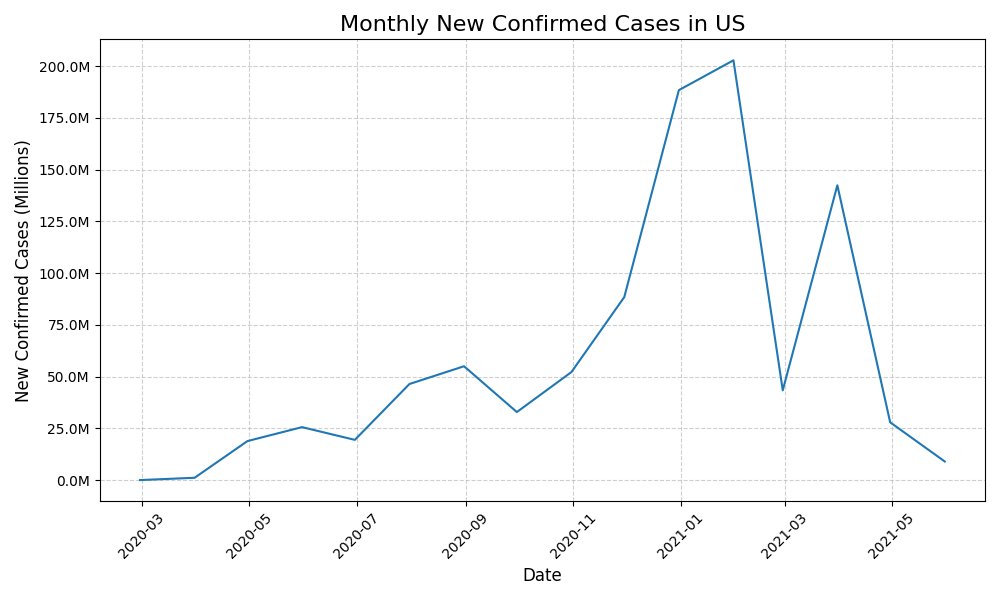 Monthly New Confirmed Cases in US
New Confirmed Cases (Millions)
200.0M
175.0M
150.0M
125.0M
100.0M
75.0M
50.0M
25.0M
0.0M
2020-03
2020-05
2020-07
2020-09
2020-11
2021-01
2021-03
2021-05
Date